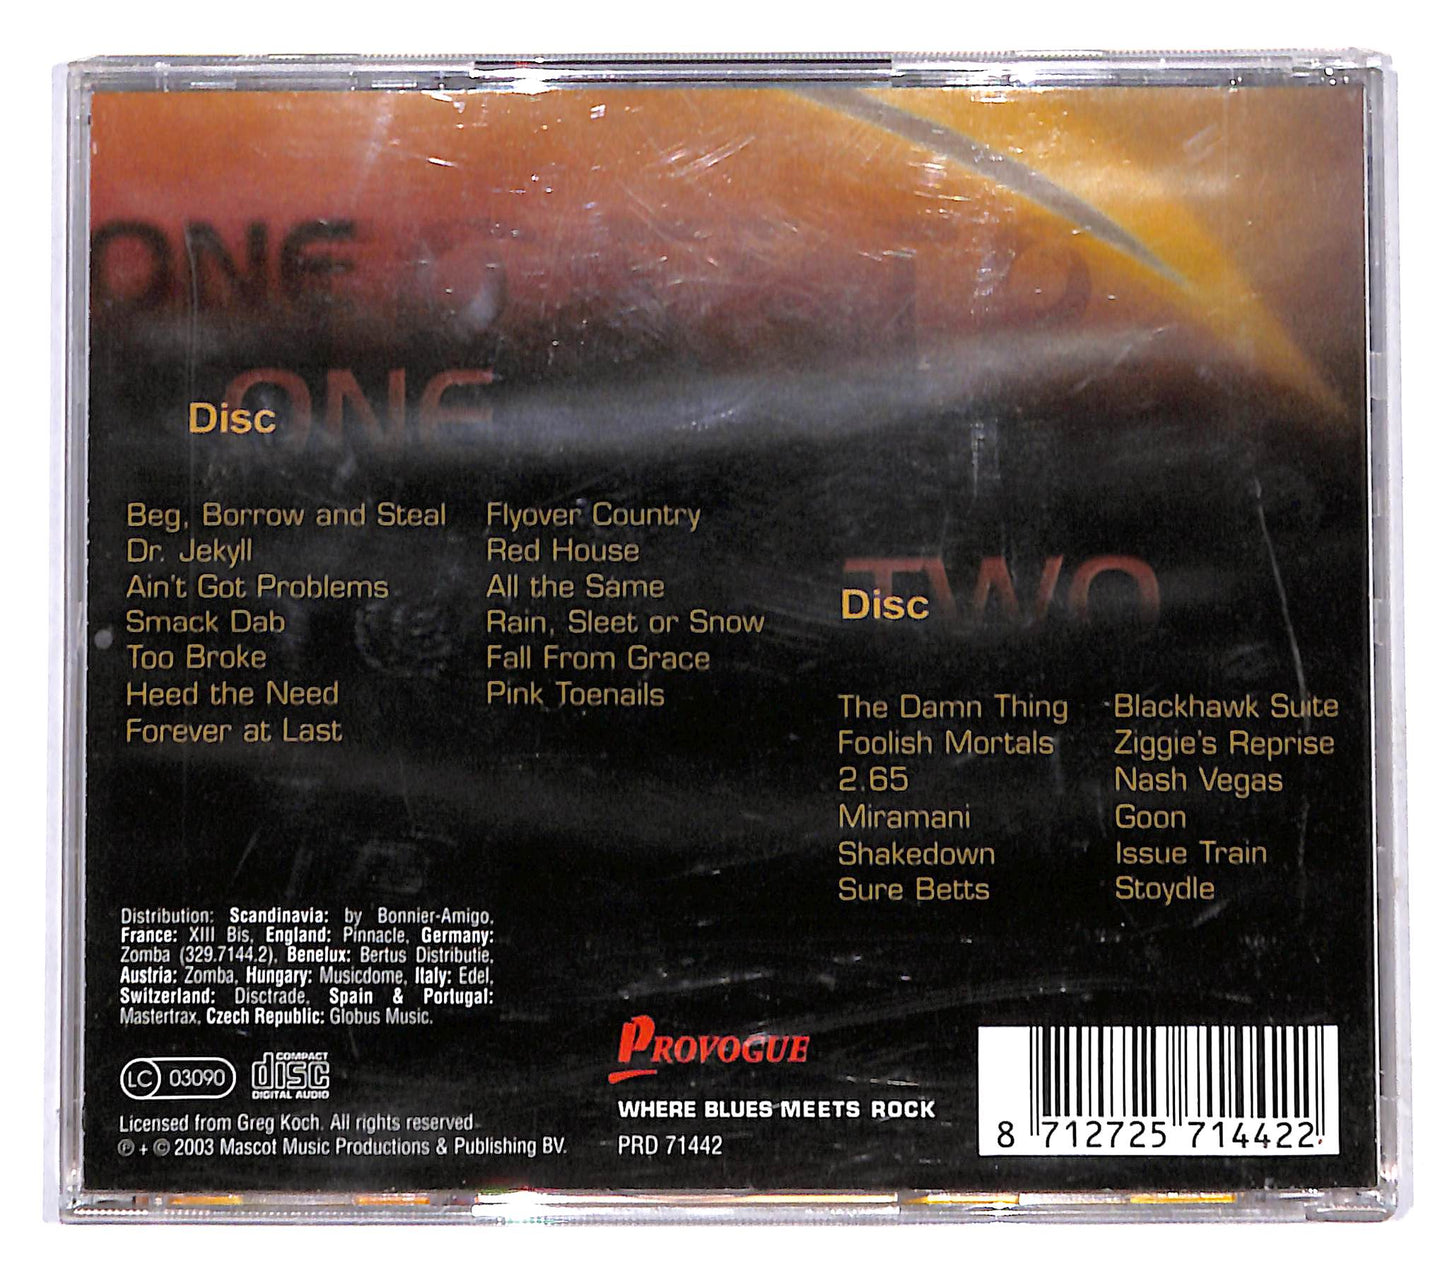 ONE
Disc ONE
Beg, Borrow and Steal
Dr. Jekyll
Ain't Got Problems
Smack Dab
Too Broke
Heed the Need
Forever at Last
Flyover Country
Red House
All the Same
Rain, Sleet or Snow
Fall From Grace
Pink Toenails
Disc TWO
The Damn Thing
Foolish Mortals
2.65
Miramani
Shakedown
Sure Betts
Blackhawk Suite
Ziggie's Reprise
Nash Vegas
Goon
Issue Train
Stoydle
Distribution: Scandinavia: by Bonnier-Amigo,
France: XIII Bis, England: Pinnacle, Germany:
Zomba (329.7144.2), Benelux: Bertus Distributie,
Austria: Zomba, Hungary: Musicdome, Italy: Edel,
Switzerland: Disctrade, Spain & Portugal:
Mastertrax, Czech Republic: Globus Music.
LC 03090
COMPACT
disc
DIGITAL AUDIO
Licensed from Greg Koch. All rights reserved
℗ + © 2003 Mascot Music Productions & Publishing BV.
PROVOGUE
WHERE BLUES MEETS ROCK
PRD 71442
8 712725 714422